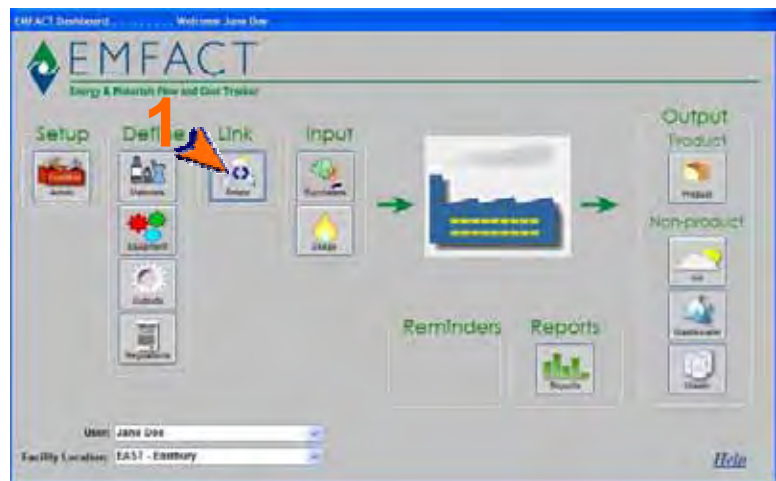 EMFACT Dashboard . . . . . . . . . . Welcome Jane Doe
EMFACT
Energy & Materials Flow and Cost Tracker
1
Setup
Define
Link
Input
Output
Product
Materials
Product
Equipment
Usage
Non-product
Outputs
Air
Regulations
Reminders
Reports
Wastewater
Reports
User: Jane Doe
Facility Location: EAST - Eastbury
Help